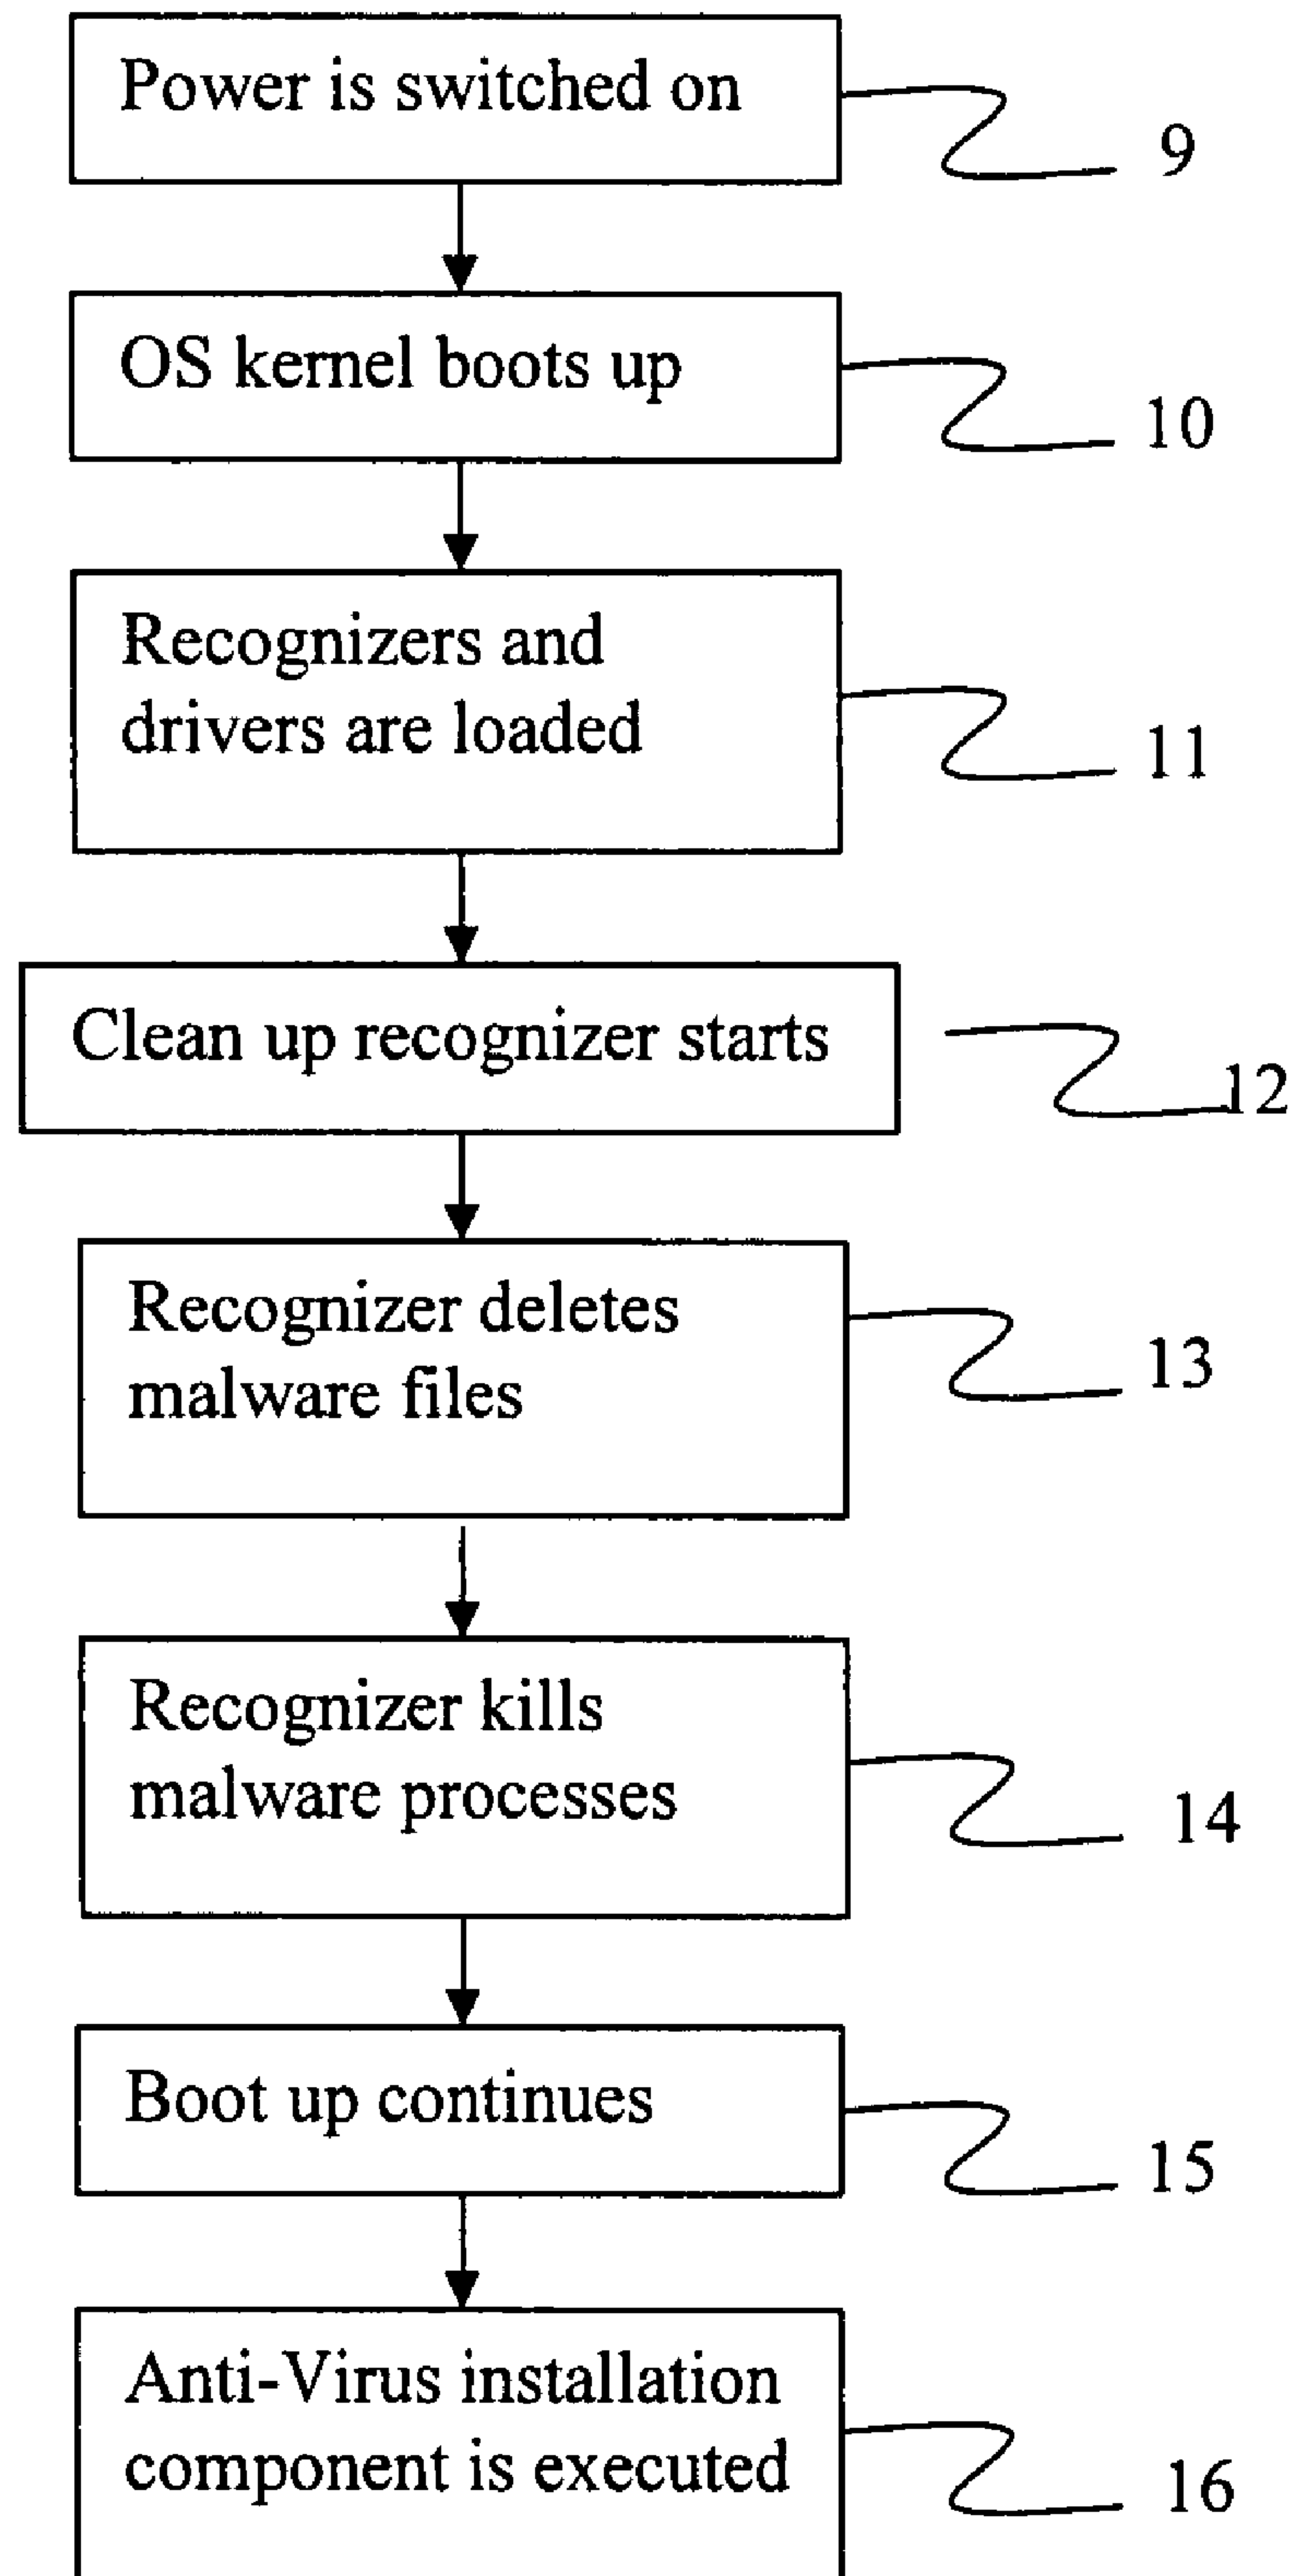 Power is switched on
9
OS kernel boots up
10
Recognizers and
drivers are loaded
11
Clean up recognizer starts
12
Recognizer deletes
malware files
13
Recognizer kills
malware processes
14
Boot up continues
15
Anti-Virus installation
component is executed
16